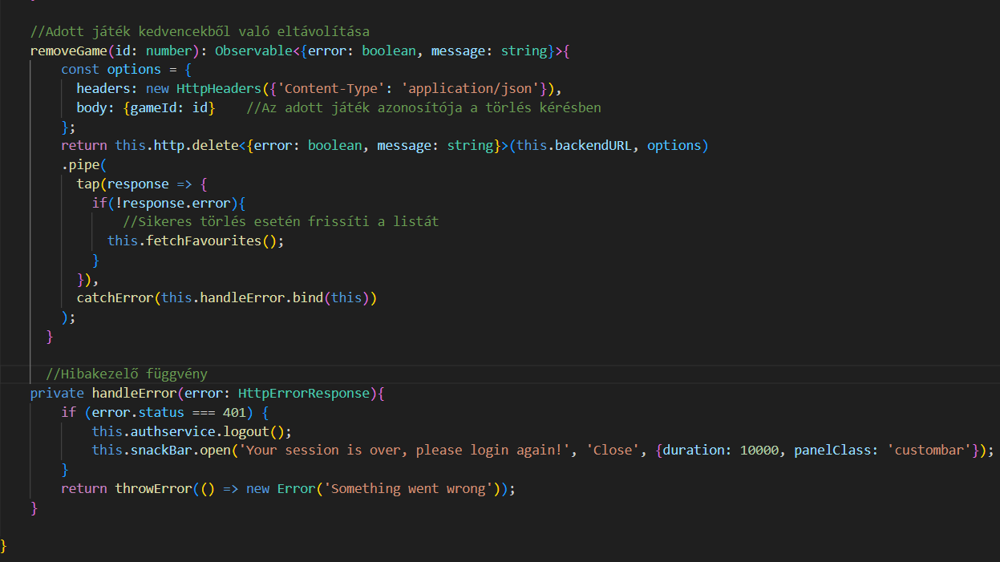 //Adott játék kedvencekből való eltávolítása
removeGame(id: number): Observable<{error: boolean, message: string}>{
const options = {
headers: new HttpHeaders({'Content-Type': 'application/json'}),
body: {gameId: id}    //Az adott játék azonosítója a törlés kérésben
};
return this.http.delete<{error: boolean, message: string}>(this.backendURL, options)
.pipe(
tap(response => {
if(!response.error){
//Sikeres törlés esetén frissíti a listát
this.fetchFavourites();
}
}),
catchError(this.handleError.bind(this))
);
}
//Hibakezelő függvény
private handleError(error: HttpErrorResponse){
if (error.status === 401) {
this.authservice.logout();
this.snackBar.open('Your session is over, please login again!', 'Close', {duration: 10000, panelClass: 'custombar'});
}
return throwError(() => new Error('Something went wrong'));
}
}